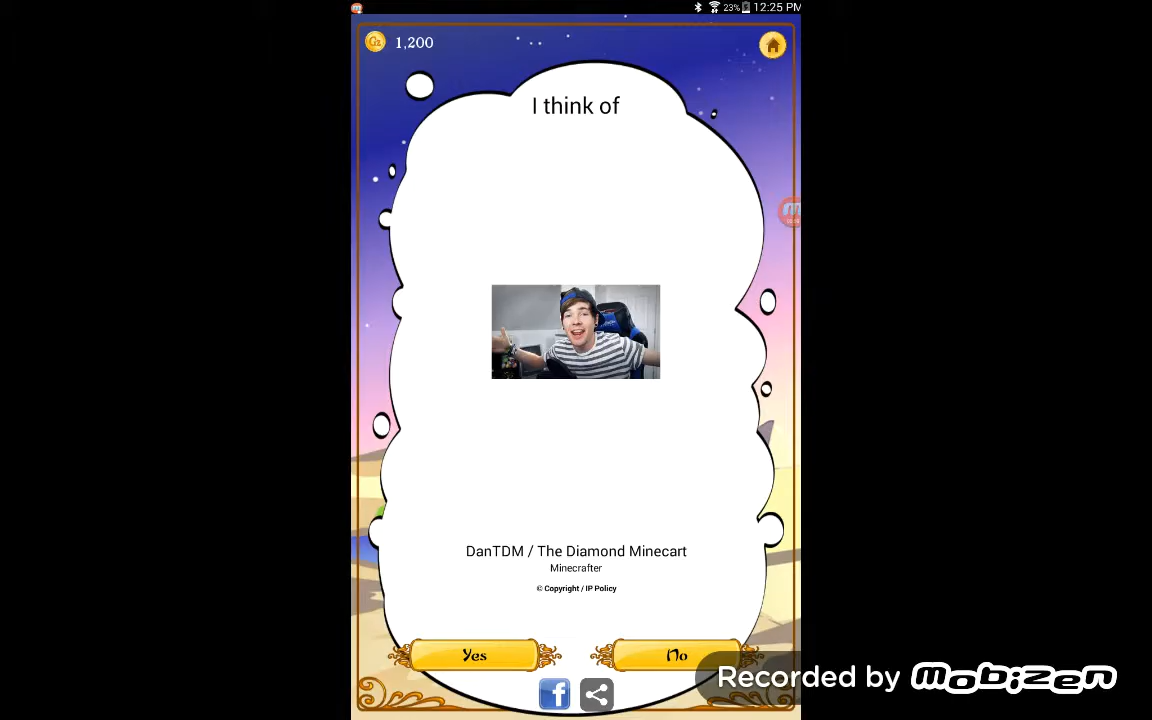 23% 12:25 PM
1,200
I think of
DanTDM / The Diamond Minecart
Minecrafter
© Copyright / IP Policy
Yes No
Recorded by mobizen